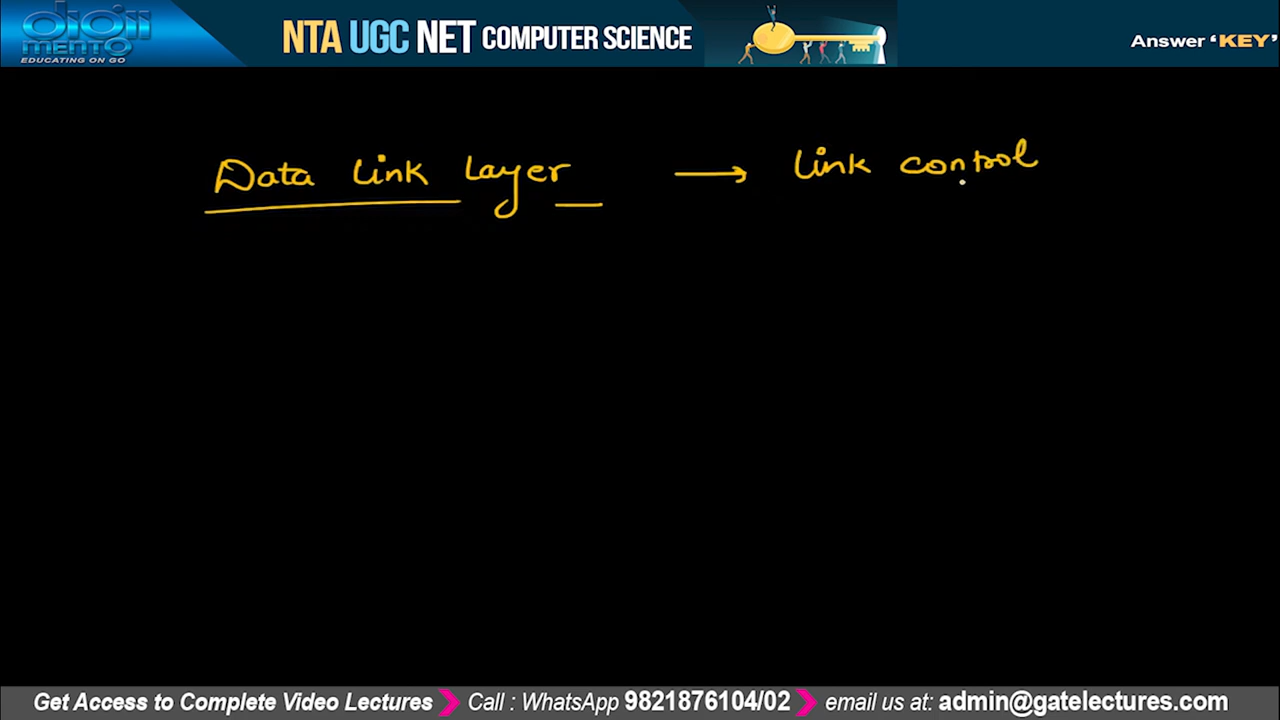 digii
MENTO
EDUCATING ON GO
NTA UGC NET COMPUTER SCIENCE
Answer ‘KEY’
Data Link Layer → Link control
Get Access to Complete Video Lectures Call : WhatsApp 9821876104/02 email us at: admin@gatelectures.com